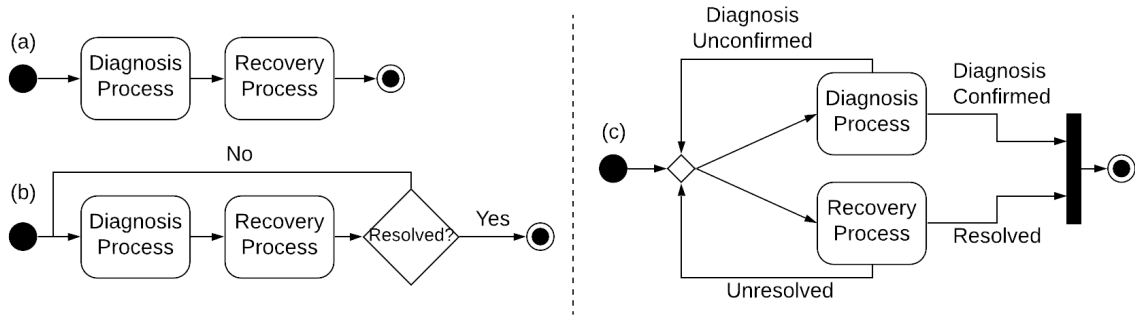 (a)
Diagnosis
Process
Recovery
Process
No
(b)
Diagnosis
Process
Recovery
Process
Resolved?
Yes
Diagnosis
Unconfirmed
(c)
Diagnosis
Process
Diagnosis
Confirmed
Recovery
Process
Resolved
Unresolved